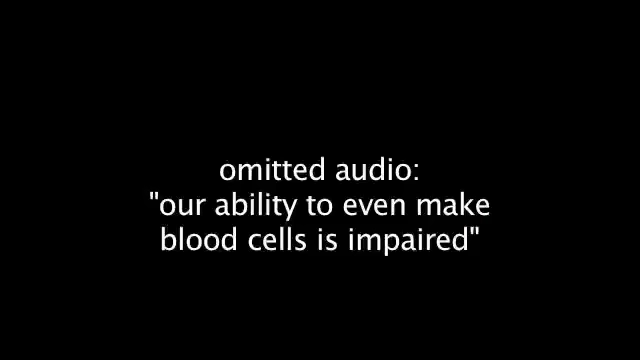 omitted audio:
"our ability to even make
blood cells is impaired"